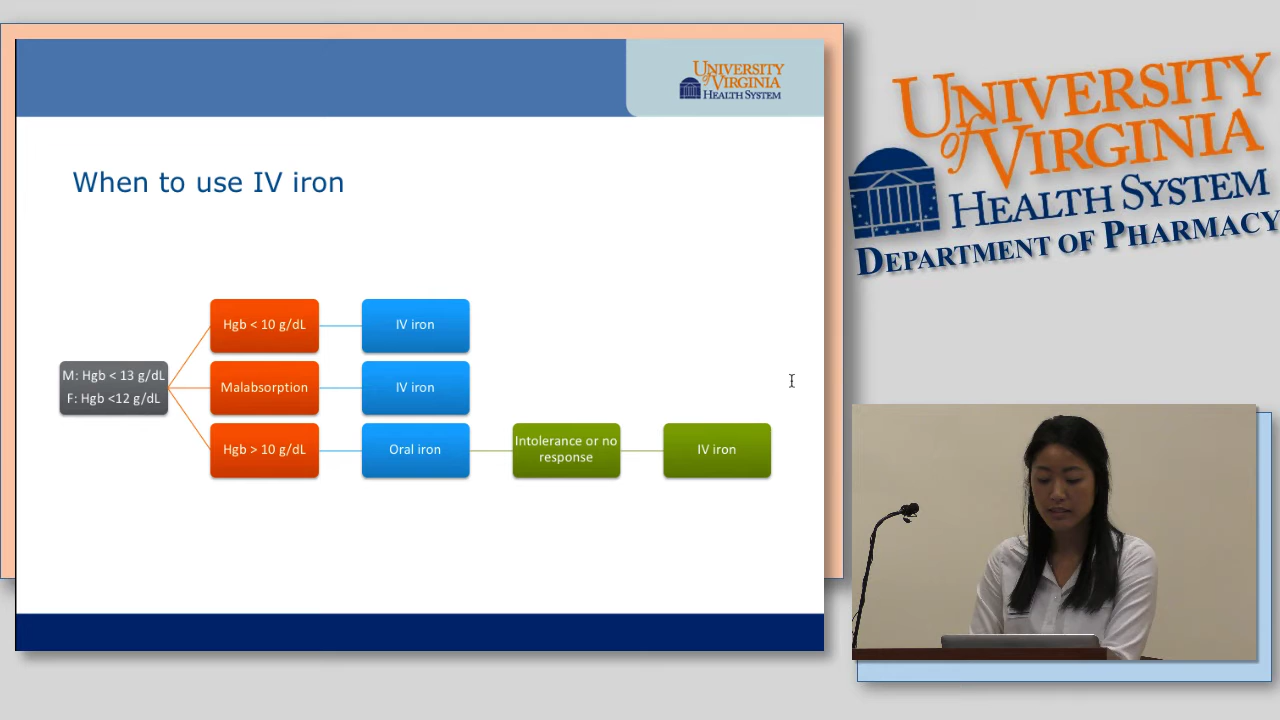 UNIVERSITY
of VIRGINIA
HEALTH SYSTEM
When to use IV iron
M: Hgb < 13 g/dL
F: Hgb <12 g/dL
Hgb < 10 g/dL
IV iron
Malabsorption
IV iron
Hgb > 10 g/dL
Oral iron
Intolerance or no
response
IV iron
UNIVERSITY
of VIRGINIA
HEALTH SYSTEM
DEPARTMENT OF PHARMACY